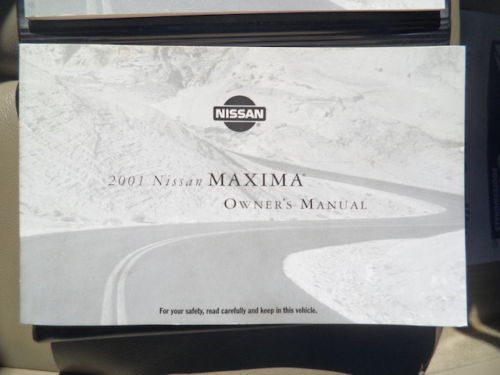 NISSAN
2001 Nissan MAXIMA®
OWNER'S MANUAL
For your safety, read carefully and keep in this vehicle.